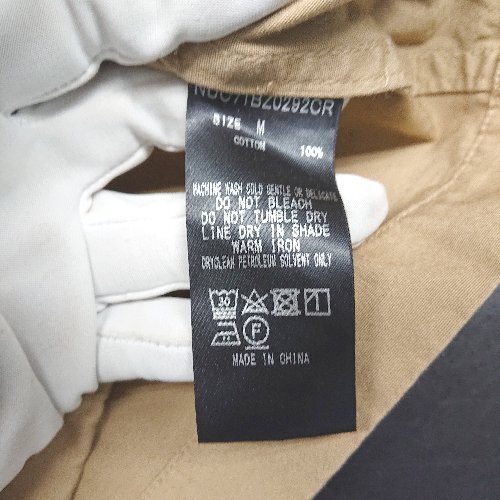 NDC71BZ0292CR
SIZE M
COTTON 100%
MACHINE WASH COLD GENTLE OR DELICATE
DO NOT BLEACH
DO NOT TUMBLE DRY
LINE DRY IN SHADE
WARM IRON
DRYCLEAN PETROLEUM SOLVENT ONLY
30
F
MADE IN CHINA